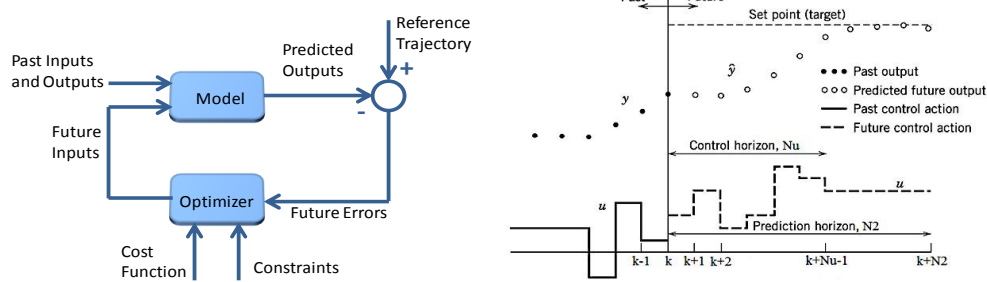 Reference
Trajectory
Predicted
Outputs
Past Inputs
and Outputs
+
-
Model
Future
Inputs
Optimizer
Future Errors
Cost
Function
Constraints
Set point (target)
ŷ
y
Past output
Predicted future output
Past control action
Future control action
Control horizon, Nu
u
u
Prediction horizon, N2
k-1
k
k+1
k+2
k+Nu-1
k+N2